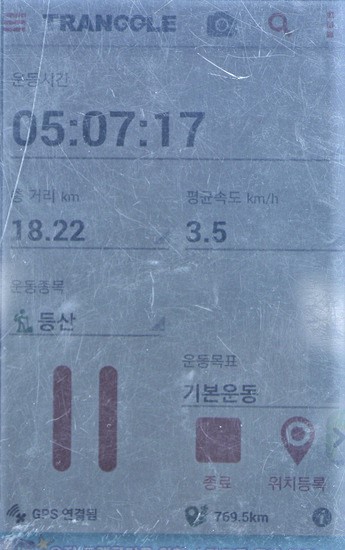 TRANGGLE
운동시간
05:07:17
총 거리 km 평균속도 km/h
18.22 3.5
운동종목
등산
운동목표
기본운동
종료 위치등록
GPS 연결됨 769.5km